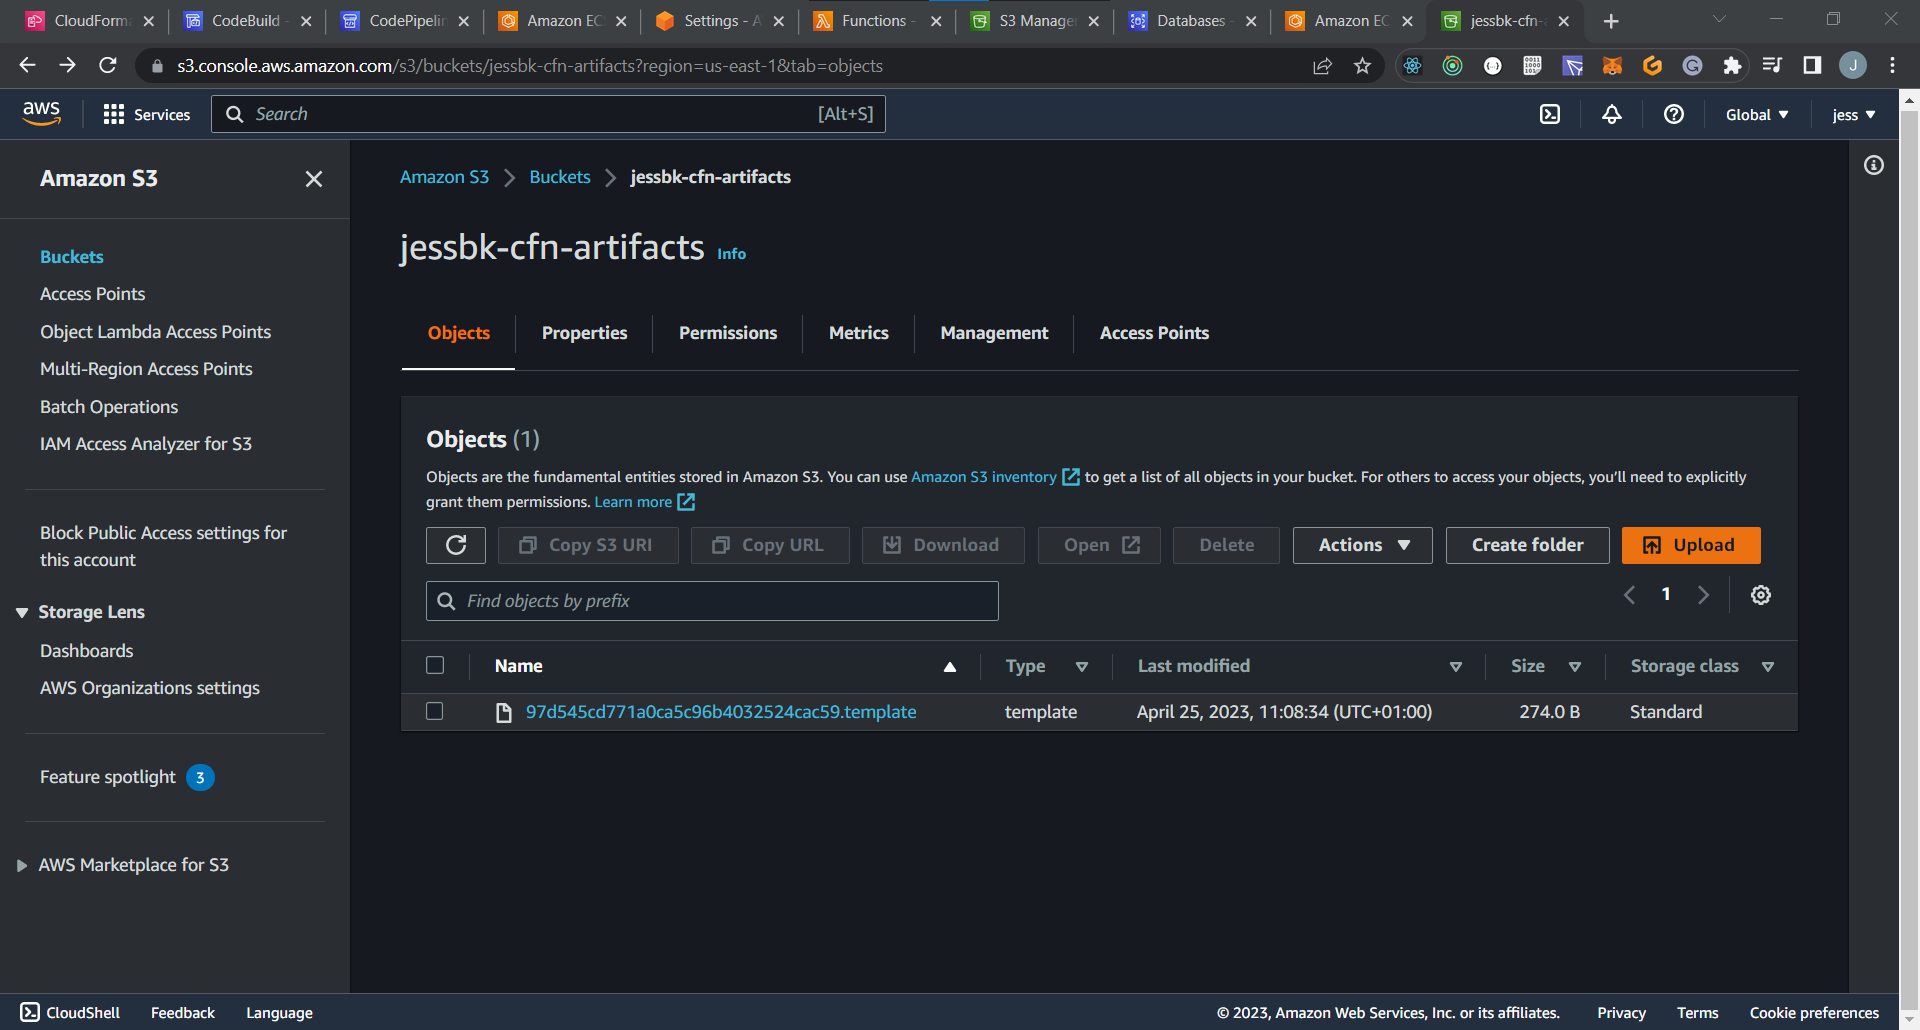 CloudForma
CodeBuild -
CodePipelin
Amazon EC
Settings - A
Functions -
S3 Manage
Databases -
Amazon EC
jessbk-cfn-a
s3.console.aws.amazon.com/s3/buckets/jessbk-cfn-artifacts?region=us-east-1&tab=objects
J
aws
Services
Search
[Alt+S]
Global
jess
Amazon S3
Buckets
Access Points
Object Lambda Access Points
Multi-Region Access Points
Batch Operations
IAM Access Analyzer for S3
Block Public Access settings for
this account
Storage Lens
Dashboards
AWS Organizations settings
Feature spotlight 3
AWS Marketplace for S3
Amazon S3 > Buckets > jessbk-cfn-artifacts
jessbk-cfn-artifacts Info
Objects
Properties
Permissions
Metrics
Management
Access Points
Objects (1)
Objects are the fundamental entities stored in Amazon S3. You can use Amazon S3 inventory to get a list of all objects in your bucket. For others to access your objects, you’ll need to explicitly
grant them permissions. Learn more
Copy S3 URI
Copy URL
Download
Open
Delete
Actions
Create folder
Upload
Find objects by prefix
1
Name
Type
Last modified
Size
Storage class
97d545cd771a0ca5c96b4032524cac59.template
template
April 25, 2023, 11:08:34 (UTC+01:00)
274.0 B
Standard
CloudShell
Feedback
Language
© 2023, Amazon Web Services, Inc. or its affiliates.
Privacy
Terms
Cookie preferences